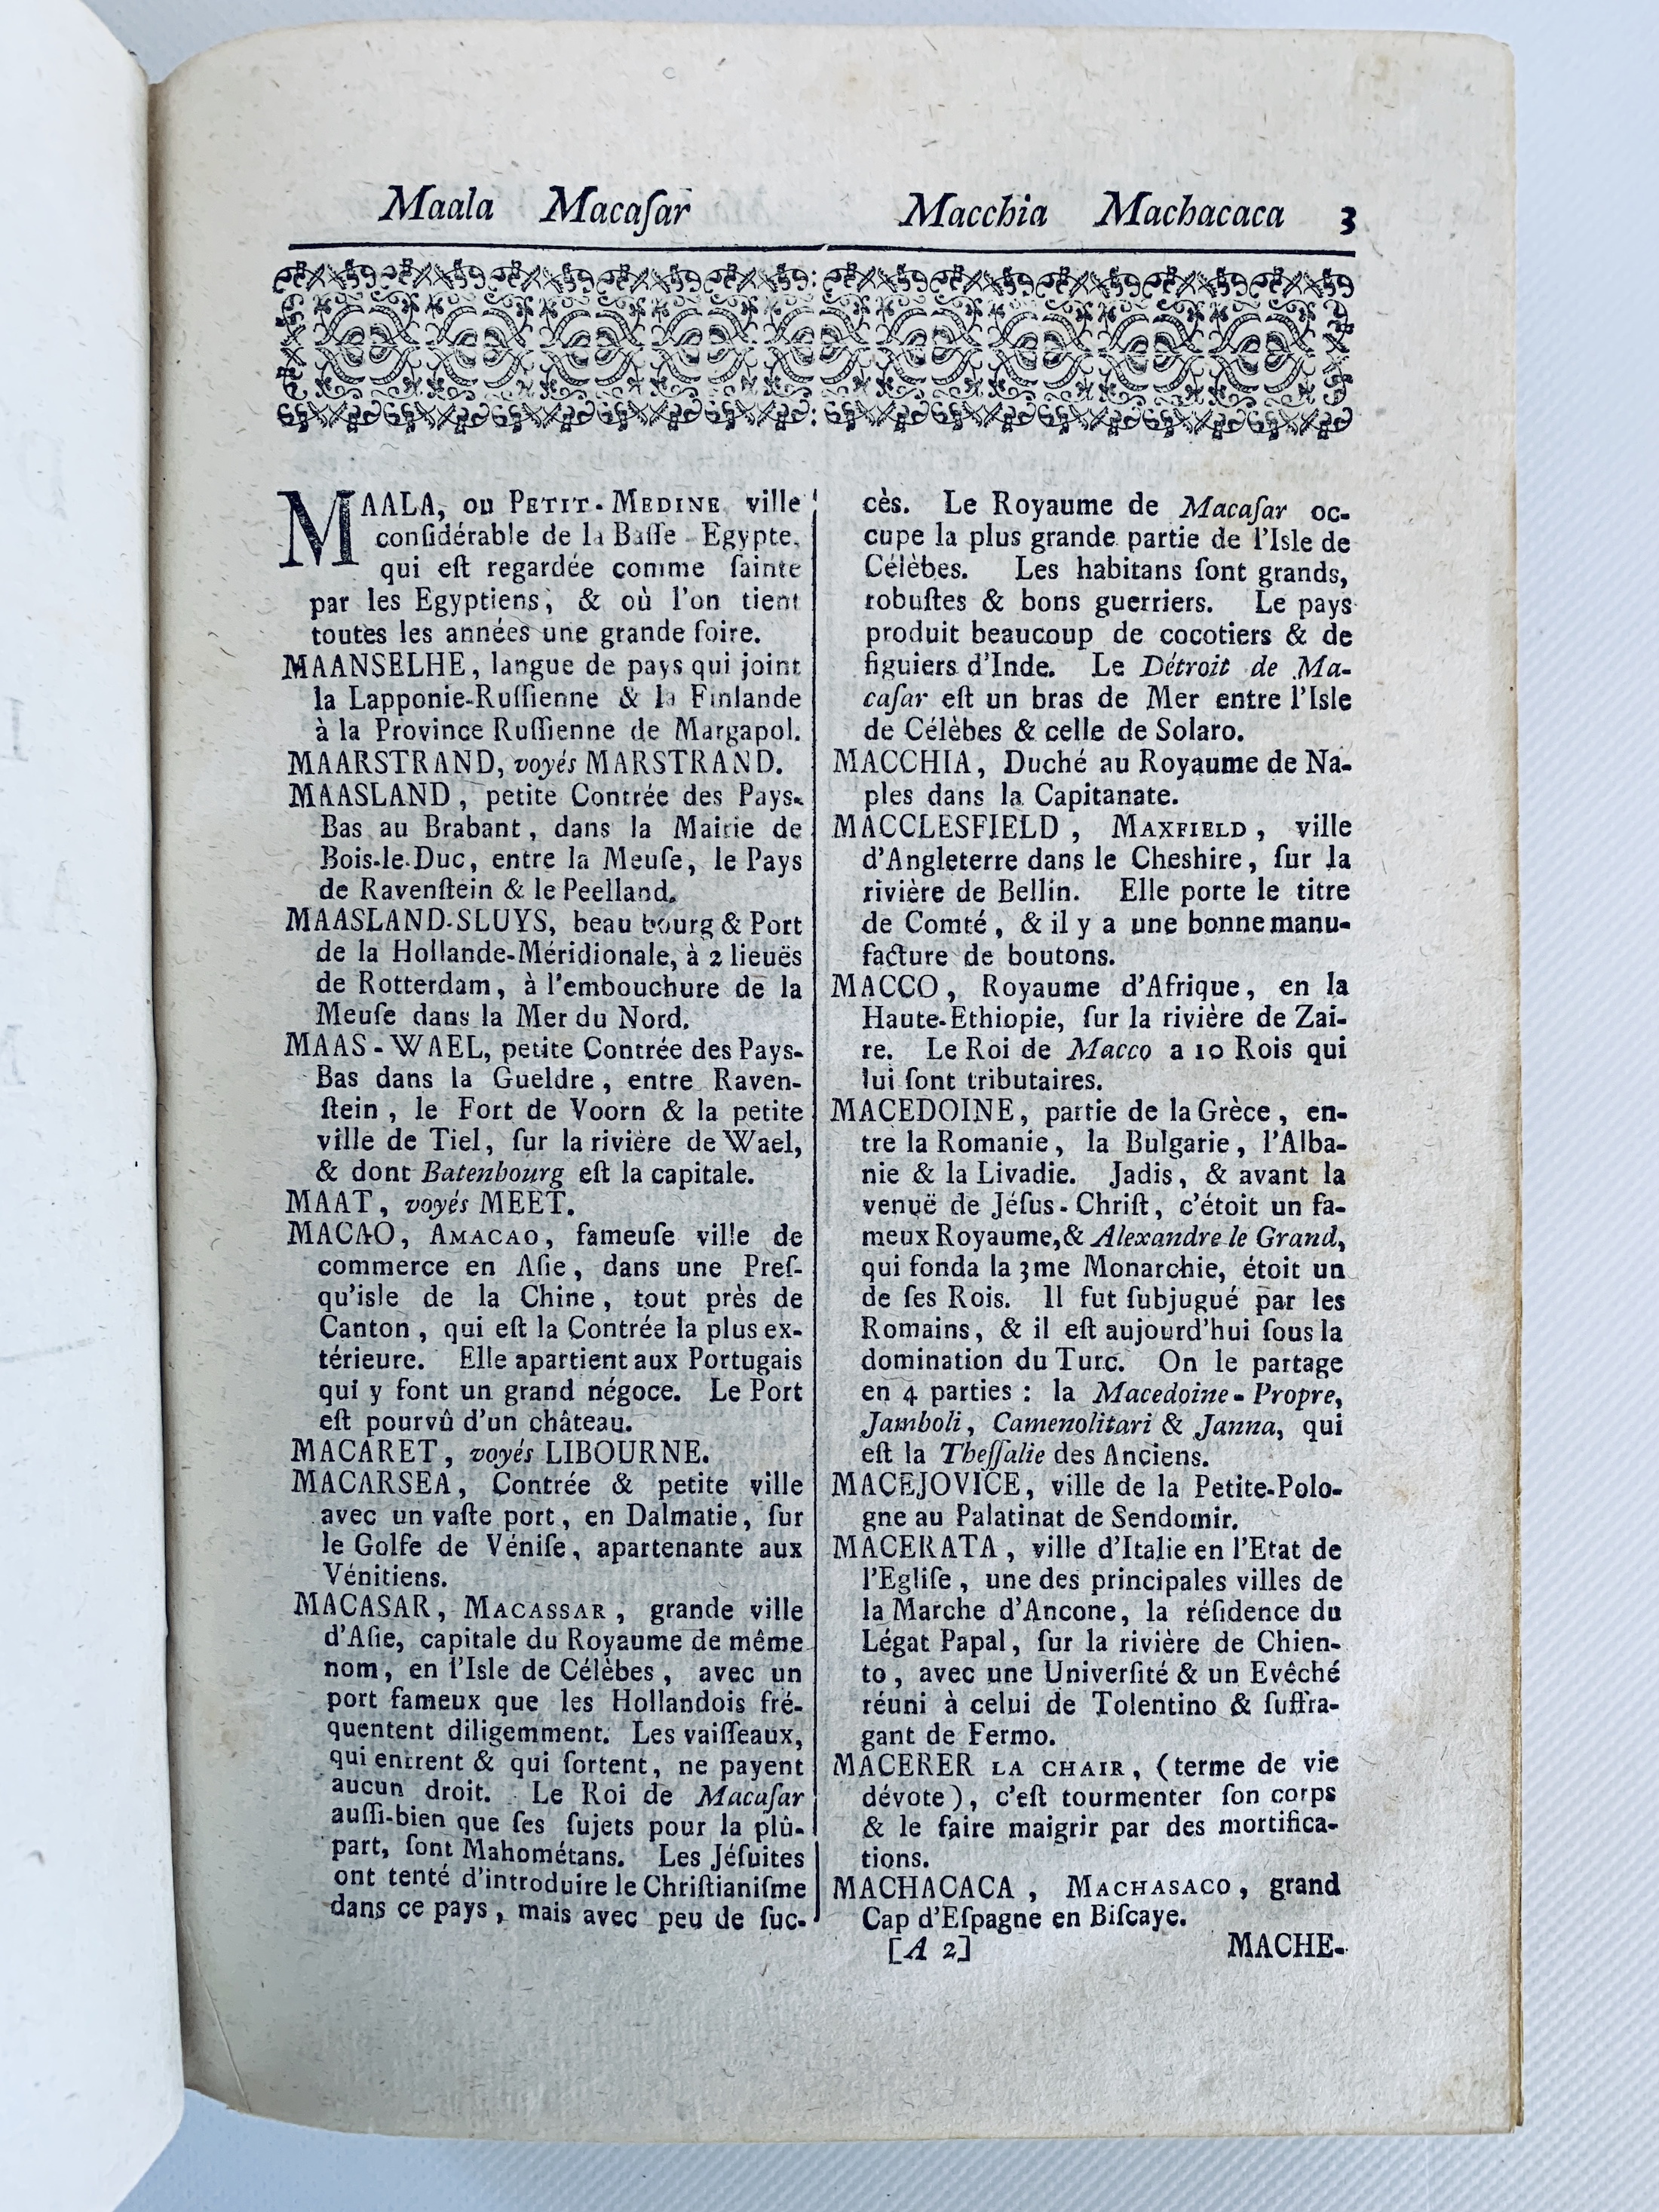 Maala Macaſar
Macchia Machacaca 3
MAALA, ou PETIT-MEDINE ville
conſidérable de la Baſſe-Egypte,
qui eſt regardée comme ſainte
par les Egyptiens, & où l'on tient
toutes les années une grande foire.
MAANSELHE, langue de pays qui joint
la Lapponie-Ruſſienne & la Finlande
à la Province Ruſſienne de Margapol.
MAARSTRAND, voyés MARSTRAND.
MAASLAND, petite Contrée des Pays-
Bas au Brabant, dans la Mairie de
Bois-le-Duc, entre la Meuſe, le Pays
de Ravenſtein & le Peelland.
MAASLAND-SLUYS, beau bourg & Port
de la Hollande-Méridionale, à 2 lieuës
de Rotterdam, à l'embouchure de la
Meuſe dans la Mer du Nord.
MAAS-WAEL, petite Contrée des Pays-
Bas dans la Gueldre, entre Raven-
ſtein, le Fort de Voorn & la petite
ville de Tiel, ſur la rivière de Wael,
& dont Batenbourg eſt la capitale.
MAAT, voyés MEET.
MACAO, AMACAO, fameuſe ville de
commerce en Aſie, dans une Preſ-
qu'isle de la Chine, tout près de
Canton, qui eſt la Contrée la plus ex-
térieure. Elle apartient aux Portugais
qui y font un grand négoce. Le Port
eſt pourvû d'un château.
MACARET, voyés LIBOURNE.
MACARSEA, Contrée & petite ville
avec un vaſte port, en Dalmatie, ſur
le Golfe de Véniſe, apartenante aux
Vénitiens.
MACASAR, MACASSAR, grande ville
d'Aſie, capitale du Royaume de même
nom, en l'Isle de Célèbes, avec un
port fameux que les Hollandois fré-
quentent diligemment. Les vaiſſeaux,
qui entrent & qui ſortent, ne payent
aucun droit. Le Roi de Macaſar
auſſi-bien que ſes ſujets pour la plû-
part, ſont Mahométans. Les Jéſuites
ont tenté d'introduire le Chriſtianiſme
dans ce pays, mais avec peu de ſuc-
cès. Le Royaume de Macaſar oc-
cupe la plus grande partie de l'Isle de
Célèbes. Les habitans ſont grands,
robuſtes & bons guerriers. Le pays
produit beaucoup de cocotiers & de
figuiers d'Inde. Le Détroit de Ma-
caſar eſt un bras de Mer entre l'Isle
de Célèbes & celle de Solaro.
MACCHIA, Duché au Royaume de Na-
ples dans la Capitanate.
MACCLESFIELD, MAXFIELD, ville
d'Angleterre dans le Cheshire, ſur la
rivière de Bellin. Elle porte le titre
de Comté, & il y a une bonne manu-
facture de boutons.
MACCO, Royaume d'Afrique, en la
Haute-Ethiopie, ſur la rivière de Zai-
re. Le Roi de Macco a 10 Rois qui
lui ſont tributaires.
MACEDOINE, partie de la Grèce, en-
tre la Romanie, la Bulgarie, l'Alba-
nie & la Livadie. Jadis, & avant la
venuë de Jéſus-Chriſt, c'étoit un fa-
meux Royaume, & Alexandre le Grand,
qui fonda la 3me Monarchie, étoit un
de ſes Rois. Il fut ſubjugué par les
Romains, & il eſt aujourd'hui ſous la
domination du Turc. On le partage
en 4 parties : la Macedoine-Propre,
Jamboli, Camenolitari & Janna, qui
eſt la Theſſalie des Anciens.
MACEJOVICE, ville de la Petite-Polo-
gne au Palatinat de Sendomir.
MACERATA, ville d'Italie en l'Etat de
l'Egliſe, une des principales villes de
la Marche d'Ancone, la réſidence du
Légat Papal, ſur la rivière de Chien-
to, avec une Univerſité & un Evêché
réuni à celui de Tolentino & ſuffra-
gant de Fermo.
MACERER LA CHAIR, (terme de vie
dévote), c'eſt tourmenter ſon corps
& le faire maigrir par des mortifica-
tions.
MACHACACA, MACHASACO, grand
Cap d'Eſpagne en Biſcaye.
[A 2] MACHE-